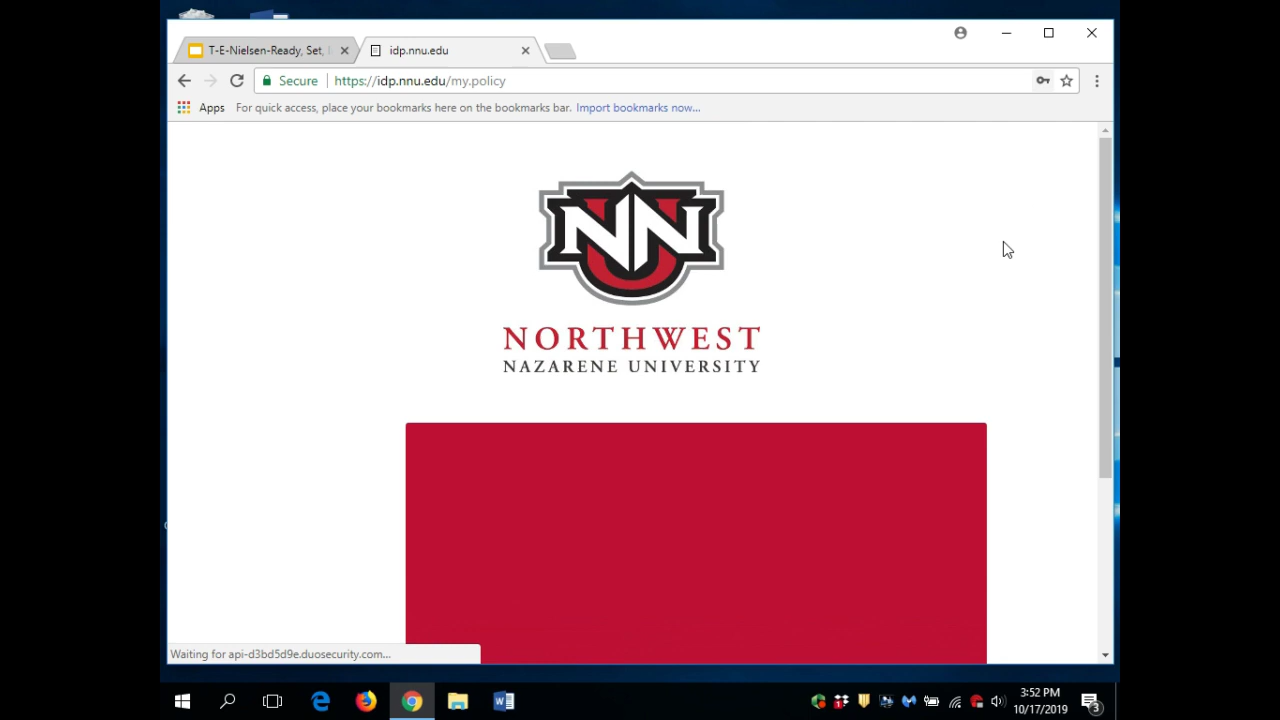 T-E-Nielsen-Ready, Set,
idp.nnu.edu
Secure https://idp.nnu.edu/my.policy
Apps For quick access, place your bookmarks here on the bookmarks bar. Import bookmarks now...
NNU
NORTHWEST
NAZARENE UNIVERSITY
Waiting for api-d3bd5d9e.duosecurity.com...
3:52 PM
10/17/2019
3